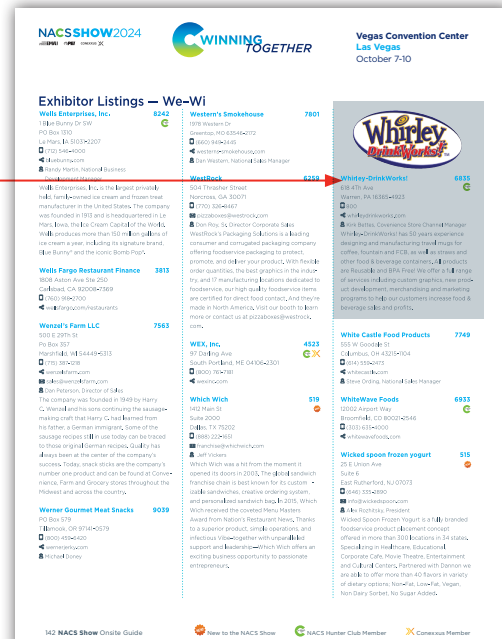 NACSSHOW2024
CONEXXUS
WINNING
TOGETHER
Vegas Convention Center
Las Vegas
October 7-10
Exhibitor Listings — We–Wi
Wells Enterprises, Inc. 8242
1 Blue Bunny Dr SW
PO Box 1310
Le Mars, IA 51031-2207
(712) 546-4000
bluebunny.com
Randy Martin, National Business
Development Manager
Wells Enterprises, Inc. is the largest privately
held, family-owned ice cream and frozen treat
manufacturer in the United States. The company
was founded in 1913 and is headquartered in Le
Mars, Iowa, the Ice Cream Capital of the World.
Wells produces more than 150 million gallons of
ice cream a year, including its signature brand,
Blue Bunny® and the iconic Bomb Pop®.
Wells Fargo Restaurant Finance 3813
1808 Aston Ave Ste 250
Carlsbad, CA 92008-7369
(760) 918-2700
wellsfargo.com/restaurants
Wenzel's Farm LLC 7563
500 E 29th St
Po Box 357
Marshfield, WI 54449-5313
(715) 387-1218
wenzelsfarm.com
sales@wenzelsfarm.com
Dan Peterson, Director of Sales
The company was founded in 1949 by Harry
C. Wenzel and his sons continuing the sausage-
making craft that Harry C. had learned from
his father, a German immigrant. Some of the
sausage recipes still in use today can be traced
to those original German recipes. Quality has
always been at the center of the company's
success. Today, snack sticks are the company's
number one product and can be found at Conve-
nience, Farm and Grocery stores throughout the
Midwest and across the country.
Werner Gourmet Meat Snacks 9039
PO Box 579
Tillamook, OR 97141-0579
(800) 459-6420
wernerjerky.com
Michael Doney
Western's Smokehouse 7801
1978 Western Dr
Greentop, MO 63546-2172
(660) 949-2445
westernsmokehouse.com
Dan Western, National Sales Manager
WestRock 6259
504 Thrasher Street
Norcross, GA 30071
(770) 326-8467
pizzaboxes@westrock.com
Don Roy, Sr, Director Corporate Sales
WestRock's Packaging Solutions is a leading
consumer and corrugated packaging company
offering foodservice packaging to protect,
promote, and deliver your product. With flexible
order quantities, the best graphics in the indus-
try, and 17 manufacturing locations dedicated to
foodservice, our high quality foodservice items
are certified for direct food contact. And they're
made in North America. Visit our booth to learn
more or contact us at pizzaboxes@westrock.
com.
WEX, Inc. 4523
97 Darling Ave
South Portland, ME 04106-2301
(800) 761-7181
wexinc.com
Which Wich 519
1412 Main St
Suite 2000
Dallas, TX 75202
(888) 222-1651
franchise@whichwich.com
Jeff Vickers
Which Wich was a hit from the moment it
opened its doors in 2003. The global sandwich
franchise chain is best known for its custom
izable sandwiches, creative ordering system,
and personalized sandwich bag. In 2015, Which
Wich received the coveted Menu Masters
Award from Nation's Restaurant News. Thanks
to a superior product, simple operations, and
infectious Vibe–together with unparalleled
support and leadership—Which Wich offers an
exciting business opportunity to passionate
entrepreneurs.
Whirley
DrinkWorks!
Whirley-DrinkWorks! 6835
618 4Th Ave
Warren, PA 16365-4923
800
whirleydrinkworks.com
Ken Battes, Convenience Store Channel Manager
Whirley-DrinkWorks! has 50 years experience
designing and manufacturing travel mugs for
coffee, fountain and FCB, as well as steins and
other food & beverage containers. All products
are Reusable and BPA Free! We offer a full range
of services including custom graphics, new prod-
uct development, merchandising and marketing
programs to help our customers increase food &
beverage sales and profits.
White Castle Food Products 7749
555 W Goodale St
Columbus, OH 43215-1104
(614) 559-2473
whitecastle.com
Steve Ording, National Sales Manager
WhiteWave Foods 6933
12002 Airport Way
Broomfield, CO 80021-2546
(303) 635-4000
whitewavefoods.com
Wicked spoon frozen yogurt 515
25 E Union Ave
Suite 6
East Rutherford, NJ 07073
(646) 335-2890
info@wickedspoon.com
Alex Rozhitsky, President
Wicked Spoon Frozen Yogurt is a fully branded
foodservice product placement concept
offered in more than 300 locations in 34 states.
Specializing in Healthcare, Educational,
Corporate Cafe, Movie Theatre, Entertainment
and Cultural Centers. Partnered with Dannon we
are able to offer more than 40 flavors in variety
of dietary options; Non-Fat, Low-Fat, Vegan,
Non Dairy Sorbet, No Sugar Added.
142 NACS Show Onsite Guide
New to the NACS Show
NACS Hunter Club Member
Conexxus Member